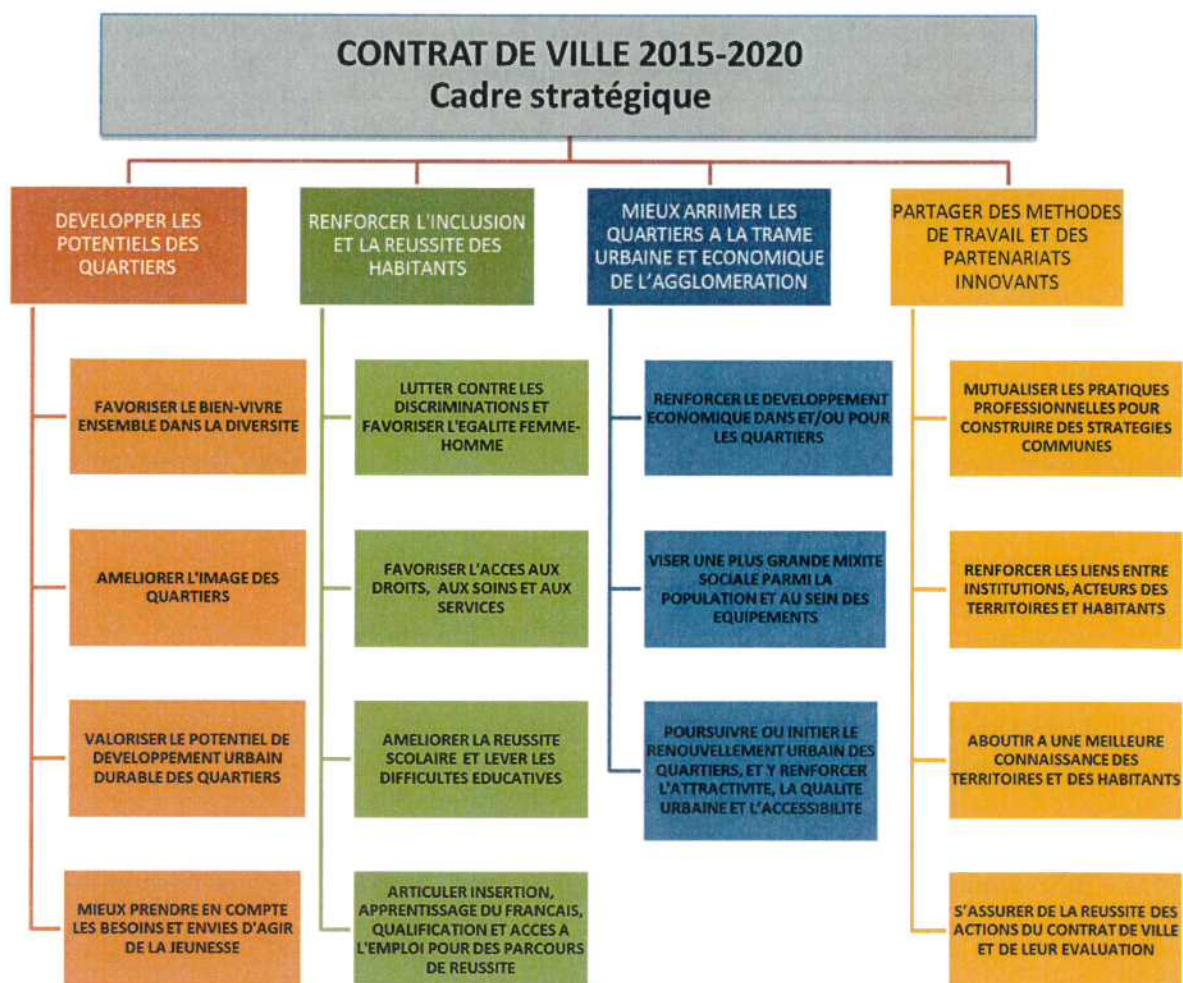 CONTRAT DE VILLE 2015-2020
Cadre stratégique
DEVELOPPER LES
POTENTIELS DES
QUARTIERS
FAVORISER LE BIEN-VIVRE
ENSEMBLE DANS LA DIVERSITE
AMELIORER L'IMAGE DES
QUARTIERS
VALORISER LE POTENTIEL DE
DEVELOPPEMENT URBAIN
DURABLE DES QUARTIERS
MIEUX PRENDRE EN COMPTE
LES BESOINS ET ENVIES D'AGIR
DE LA JEUNESSE
RENFORCER L'INCLUSION
ET LA REUSSITE DES
HABITANTS
LUTTER CONTRE LES
DISCRIMINATIONS ET
FAVORISER L'EGALITE FEMME-
HOMME
FAVORISER L'ACCES AUX
DROITS, AUX SOINS ET AUX
SERVICES
AMELIORER LA REUSSITE
SCOLAIRE ET LEVER LES
DIFFICULTES EDUCATIVES
ARTICULER INSERTION,
APPRENTISSAGE DU FRANCAIS,
QUALIFICATION ET ACCES A
L'EMPLOI POUR DES PARCOURS
DE REUSSITE
MIEUX ARRIMER LES
QUARTIERS A LA TRAME
URBAINE ET ECONOMIQUE
DE L'AGGLOMERATION
RENFORCER LE DEVELOPPEMENT
ECONOMIQUE DANS ET/OU POUR
LES QUARTIERS
VISER UNE PLUS GRANDE MIXITE
SOCIALE PARMI LA
POPULATION ET AU SEIN DES
EQUIPEMENTS
POURSUIVRE OU INITIER LE
RENOUVELLEMENT URBAIN DES
QUARTIERS, ET Y RENFORCER
L'ATTRACTIVITE, LA QUALITE
URBAINE ET L'ACCESSIBILITE
PARTAGER DES METHODES
DE TRAVAIL ET DES
PARTENARIATS
INNOVANTS
MUTUALISER LES PRATIQUES
PROFESSIONNELLES POUR
CONSTRUIRE DES STRATEGIES
COMMUNES
RENFORCER LES LIENS ENTRE
INSTITUTIONS, ACTEURS DES
TERRITOIRES ET HABITANTS
ABOUTIR A UNE MEILLEURE
CONNAISSANCE DES
TERRITOIRES ET DES HABITANTS
S'ASSURER DE LA REUSSITE DES
ACTIONS DU CONTRAT DE VILLE
ET DE LEUR EVALUATION